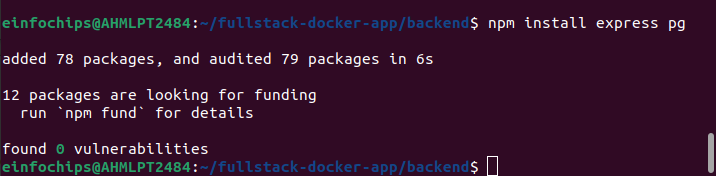 einfochips@AHMLPT2484:~/fullstack-docker-app/backend$ npm install express pg
added 78 packages, and audited 79 packages in 6s
12 packages are looking for funding
  run `npm fund` for details
found 0 vulnerabilities
einfochips@AHMLPT2484:~/fullstack-docker-app/backend$